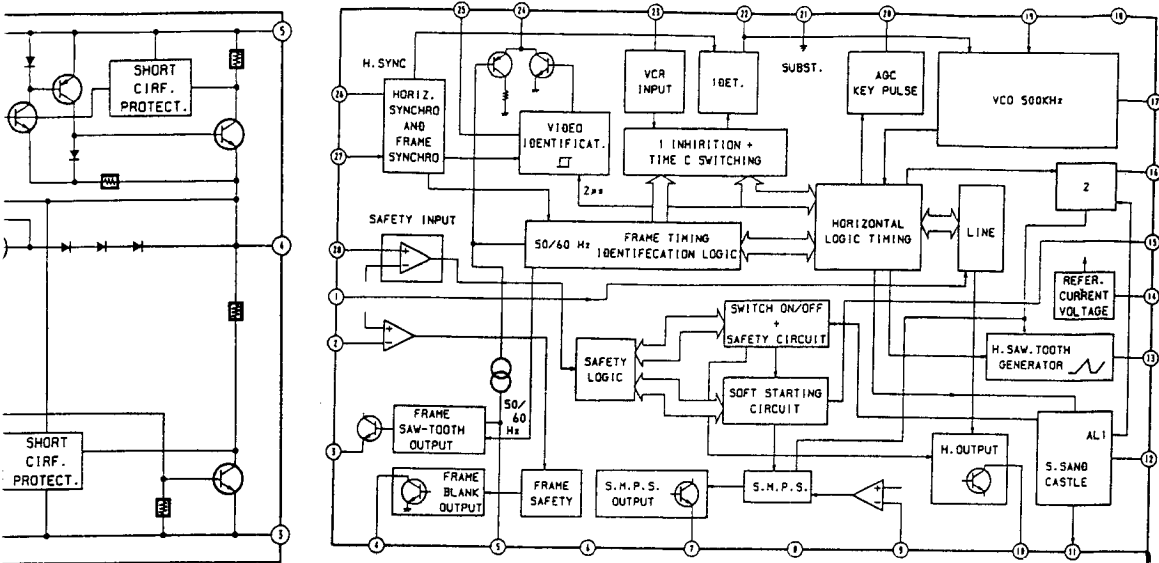 25 24 23 22 21 20 19 18
5
SHORT
CIRF.
PROTECT.
4
SHORT
CIRF.
PROTECT.
3
H.SYNC
26
HORIZ.
SYNCHRO
AND
FRAME
SYNCHRO
27
VIDEO
IDENTIFICAT.
VCR
INPUT
1DET.
SUBST.
AGC
KEY PULSE
VCO 500KHz
17
1 INHIRITION +
TIME C SWITCHING
2µs
2
16
SAFETY INPUT
28
50/60 Hz
FRAME TIMING
IDENTIFECATION LOGIC
HORIZONTAL
LOGIC TIMING
LINE
15
1
REFER.
CURRENT
VOLTAGE
14
2
SWITCH ON/OFF
+
SAFETY CIRCUIT
SAFETY
LOGIC
H.SAW.TOOTH
GENERATOR
13
SOFT STARTING
CIRCUIT
50/
60
Hz
FRAME
SAW-TOOTH
OUTPUT
3
H.OUTPUT
AL1
S.SAND
CASTLE
12
FRAME
BLANK
OUTPUT
FRAME
SAFETY
S.M.P.S.
OUTPUT
S.M.P.S.
4 5 6 7 8 9 10 11